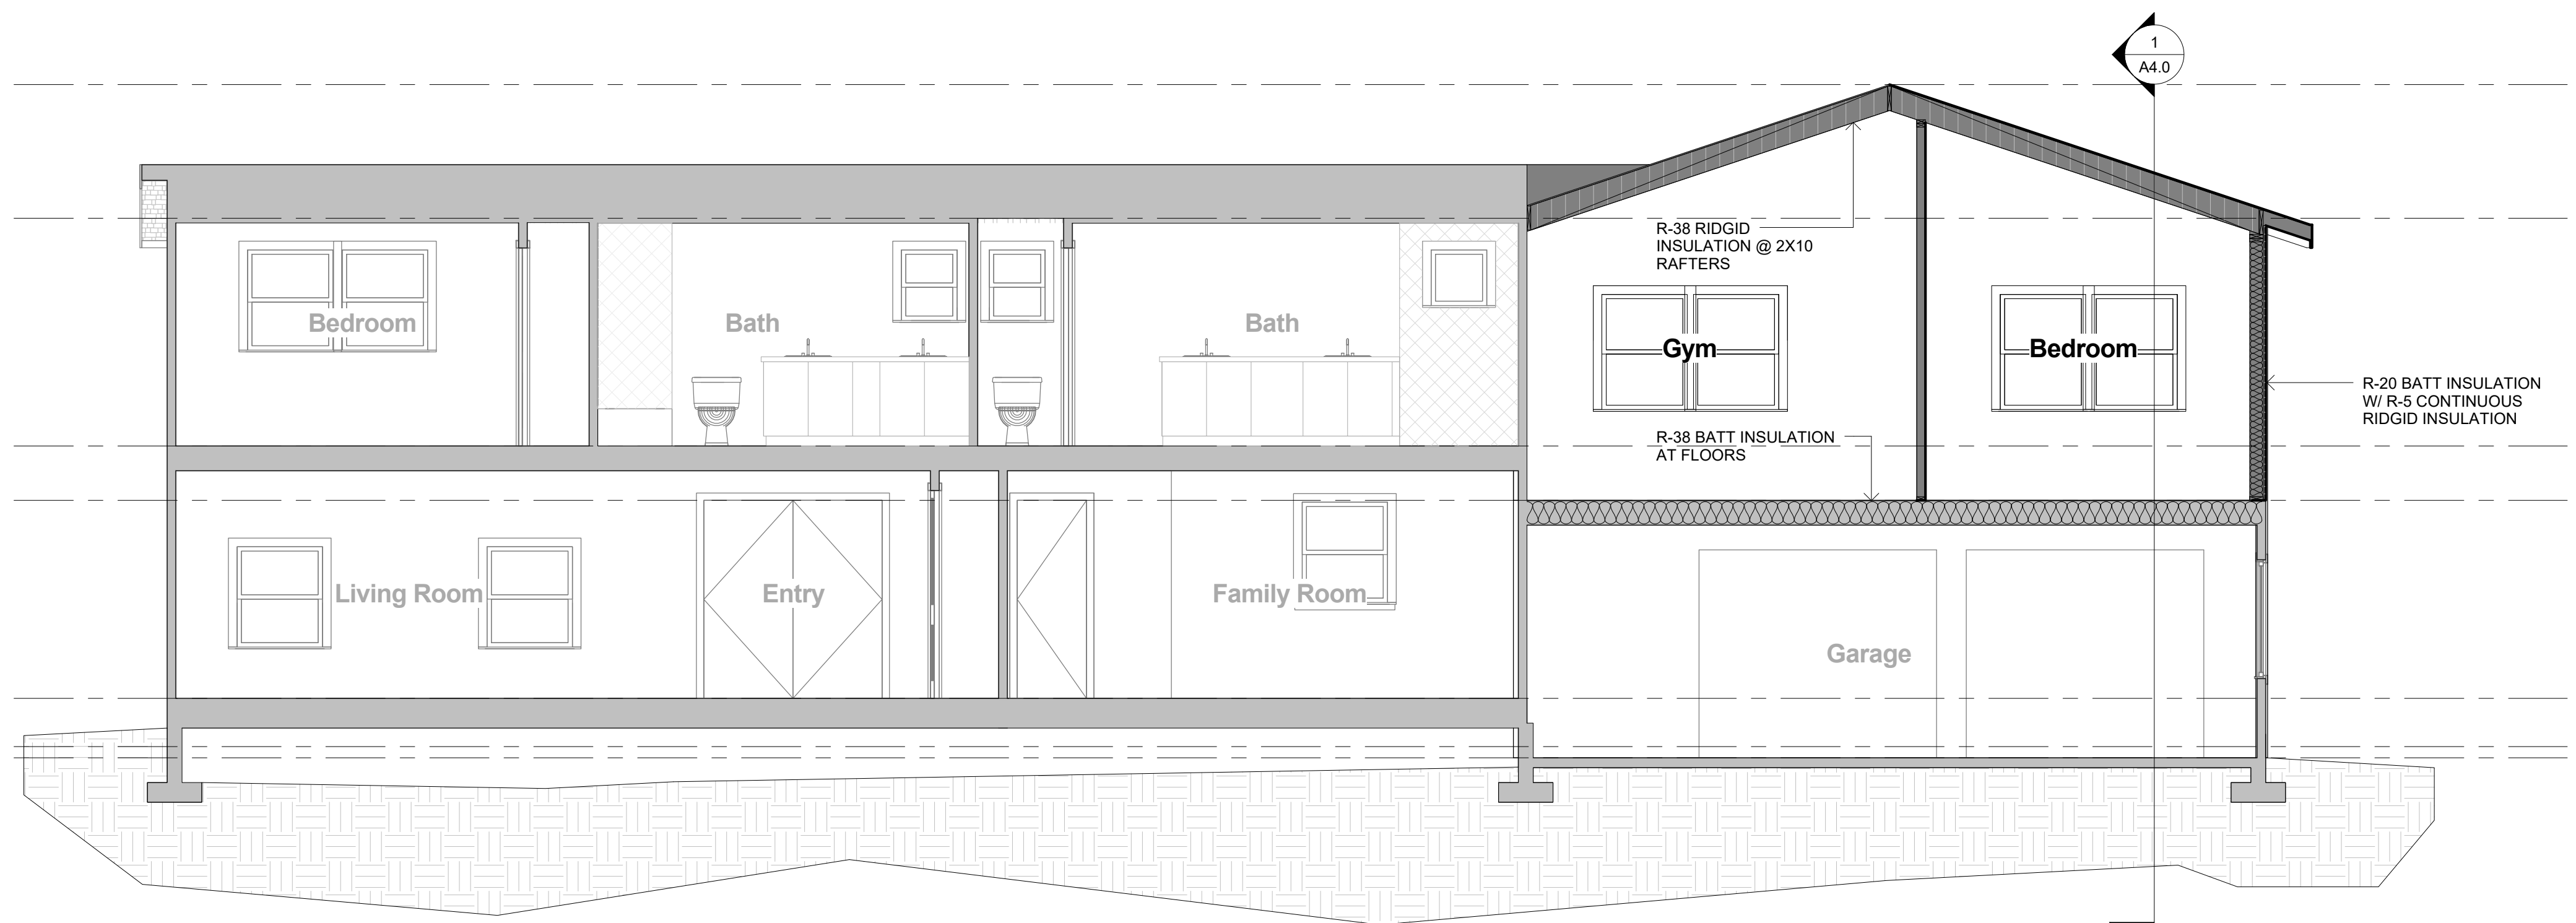 1
A4.0
R-38 RIDGID
INSULATION @ 2X10
RAFTERS
Bedroom
Bath
Bath
Gym
Bedroom
R-20 BATT INSULATION
W/ R-5 CONTINUOUS
RIDGID INSULATION
R-38 BATT INSULATION
AT FLOORS
Living Room
Entry
Family Room
Garage